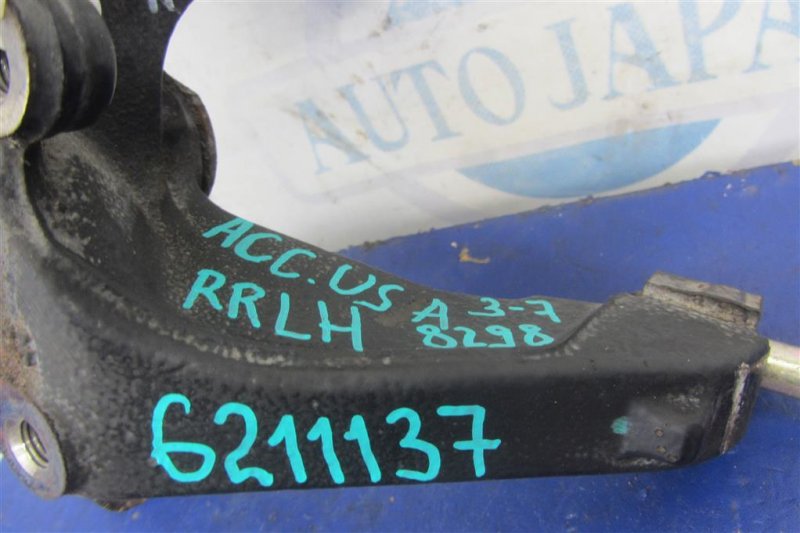 AUTO JAPA
ACC. US A 3-7
RRLH 8298
6211137